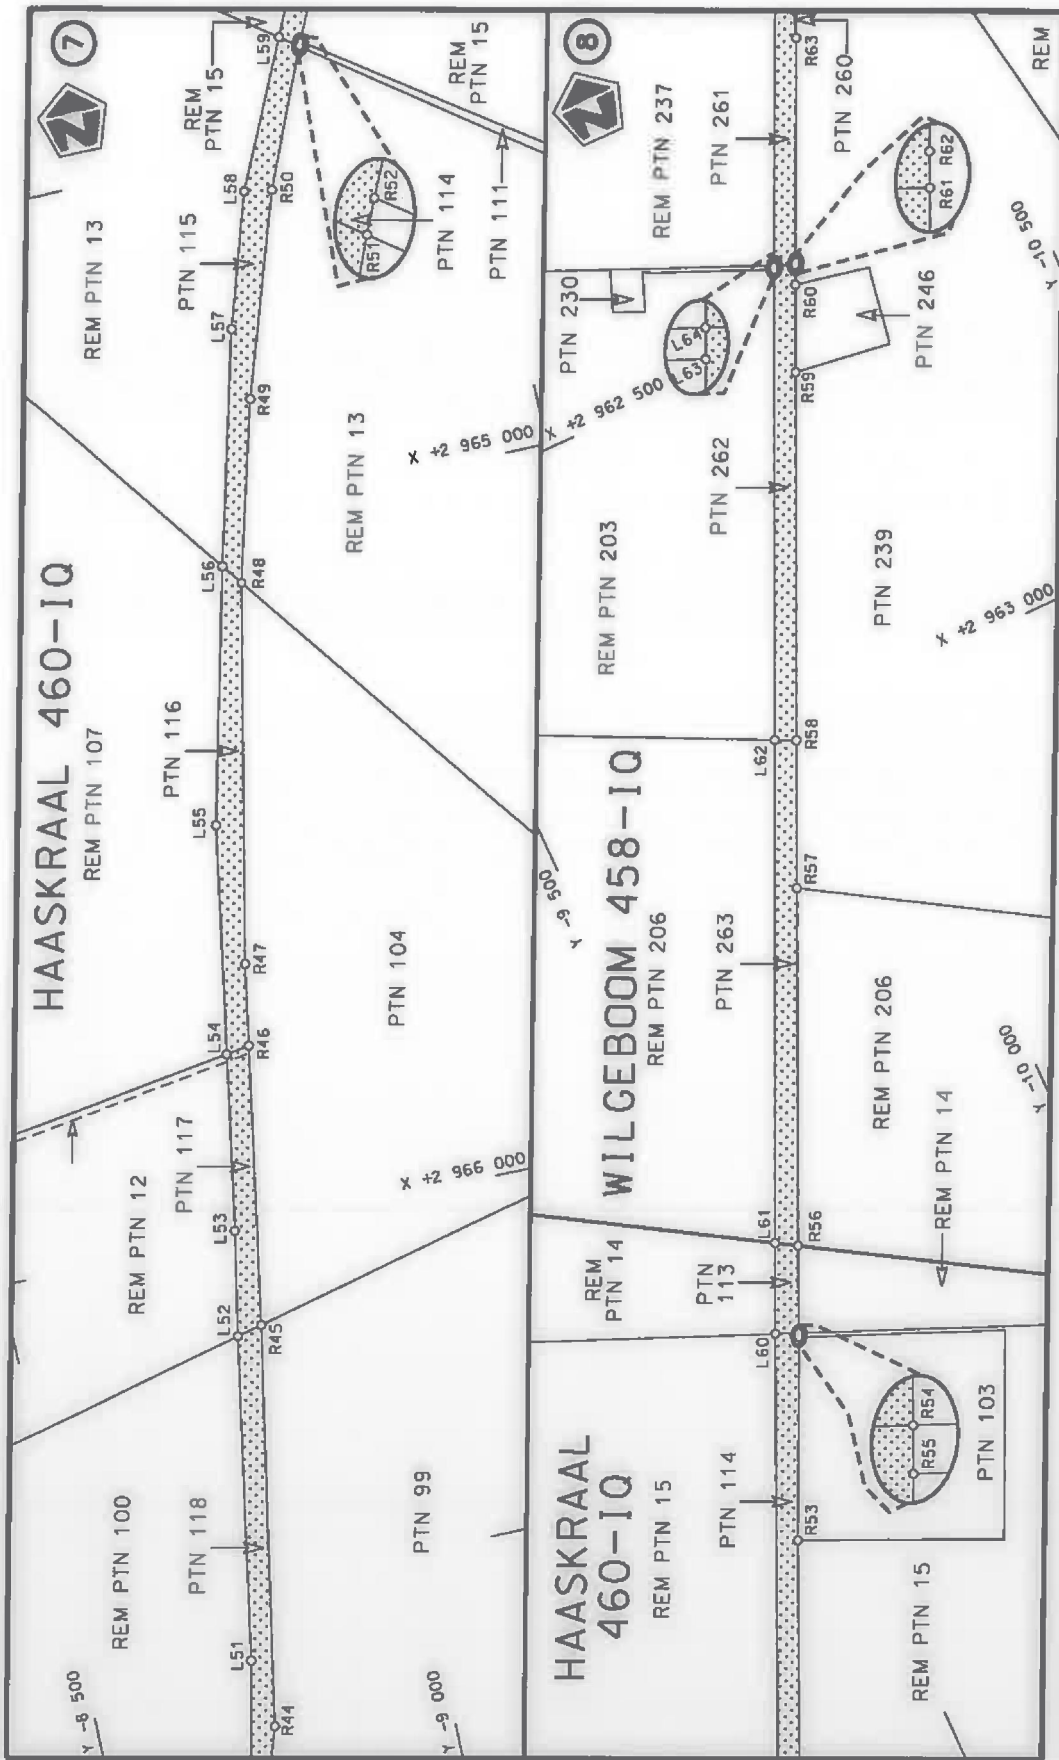 7
HAASKRAAL 460-IQ
REM PTN 100
REM PTN 12
REM PTN 107
REM PTN 13
REM
PTN 15
PTN 118
PTN 117
PTN 116
PTN 115
L51
L52
L53
L54
L55
L56
L57
L58
L59
R44
R45
R46
R47
R48
R49
R50
R51
R52
PTN 99
PTN 104
REM PTN 13
PTN 114
PTN 111
REM
PTN 15
Y -8 500
Y -9 000
X +2 966 000
Y -9 500
X +2 965 000
8
HAASKRAAL
460-IQ
REM PTN 15
WILGEBOOM 458-IQ
REM PTN 206
REM
PTN 14
REM PTN 203
PTN 230
REM PTN 237
X +2 962 500
PTN 114
PTN
113
PTN 263
PTN 262
PTN 261
L60
L61
L62
L63
L64
R53
R55
R54
R56
R57
R58
R59
R60
R61
R62
R63
PTN 260
REM PTN 15
PTN 103
REM PTN 14
REM PTN 206
PTN 239
PTN 246
Y -10 000
X +2 963 000
Y -10 500
REM